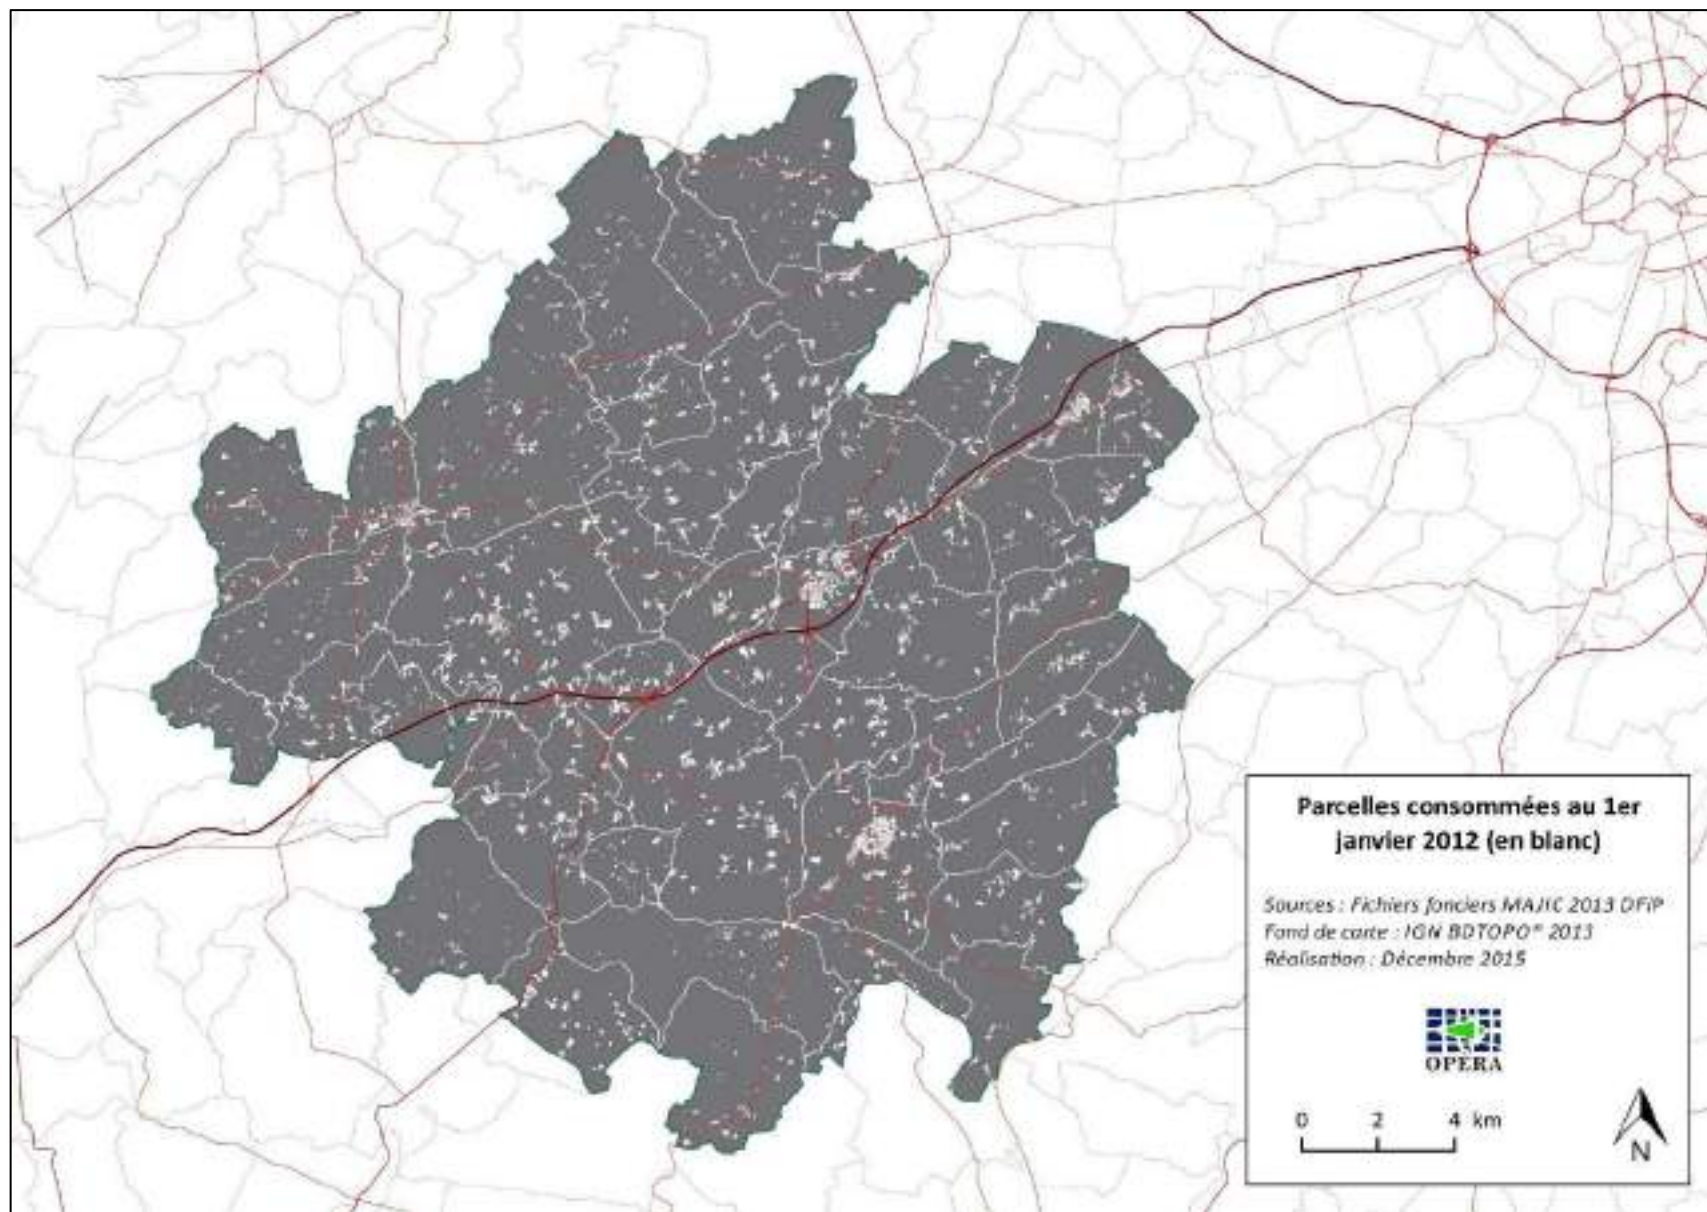 Parcelles consommées au 1er
janvier 2012 (en blanc)
Sources : Fichiers fonciers MAJIC 2013 DFiP
Fond de carte : IGN BDTOPO® 2013
Réalisation : Décembre 2015
OPERA
0 2 4 km
N